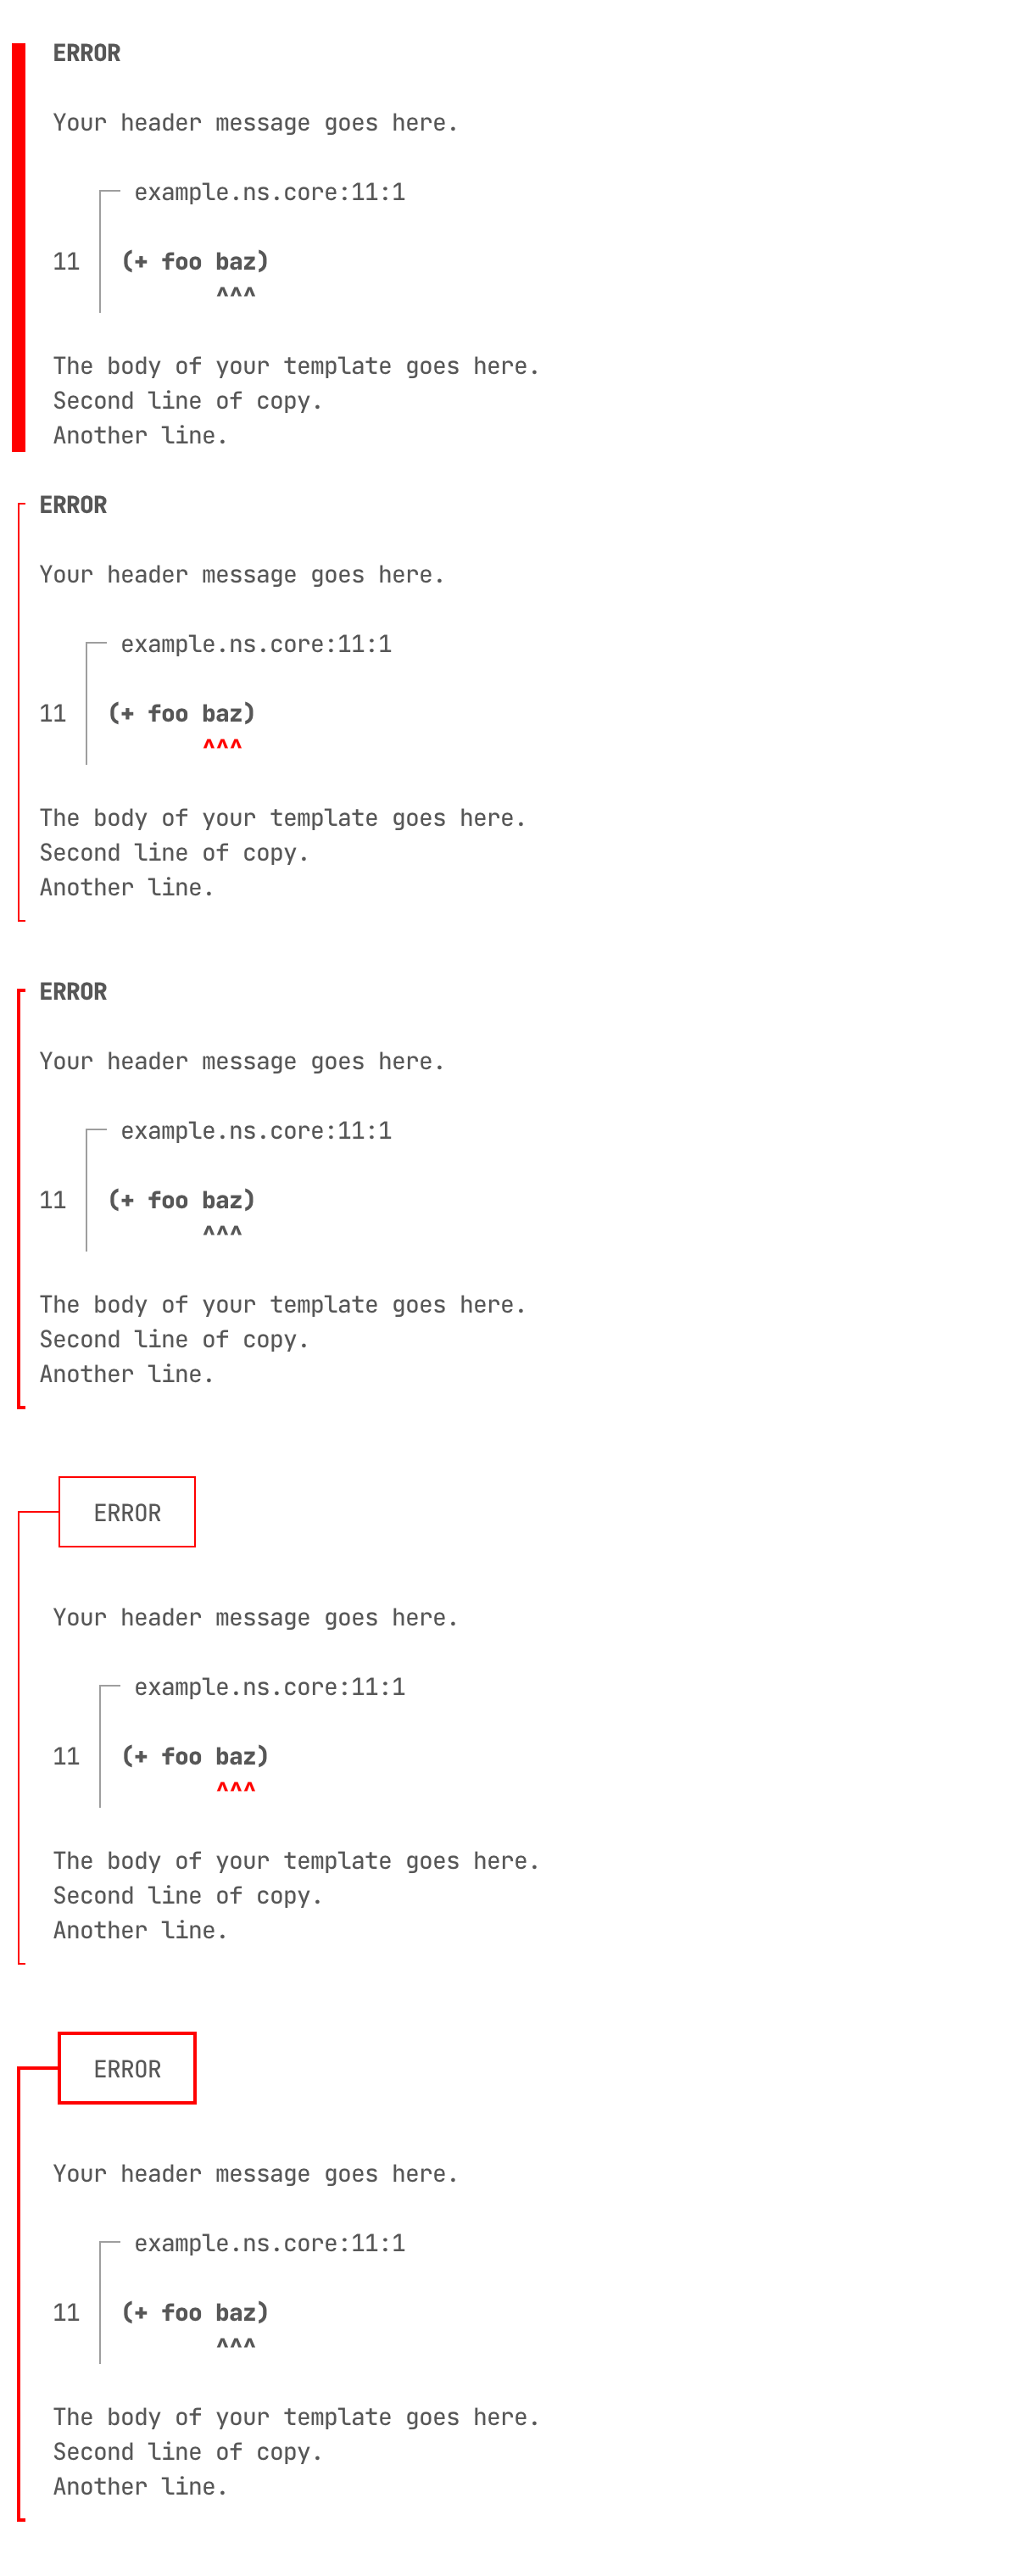 ERROR
Your header message goes here.
example.ns.core:11:1
11 (+ foo baz)
^^^
The body of your template goes here.
Second line of copy.
Another line.
ERROR
Your header message goes here.
example.ns.core:11:1
11 (+ foo baz)
^^^
The body of your template goes here.
Second line of copy.
Another line.
ERROR
Your header message goes here.
example.ns.core:11:1
11 (+ foo baz)
^^^
The body of your template goes here.
Second line of copy.
Another line.
ERROR
Your header message goes here.
example.ns.core:11:1
11 (+ foo baz)
^^^
The body of your template goes here.
Second line of copy.
Another line.
ERROR
Your header message goes here.
example.ns.core:11:1
11 (+ foo baz)
^^^
The body of your template goes here.
Second line of copy.
Another line.